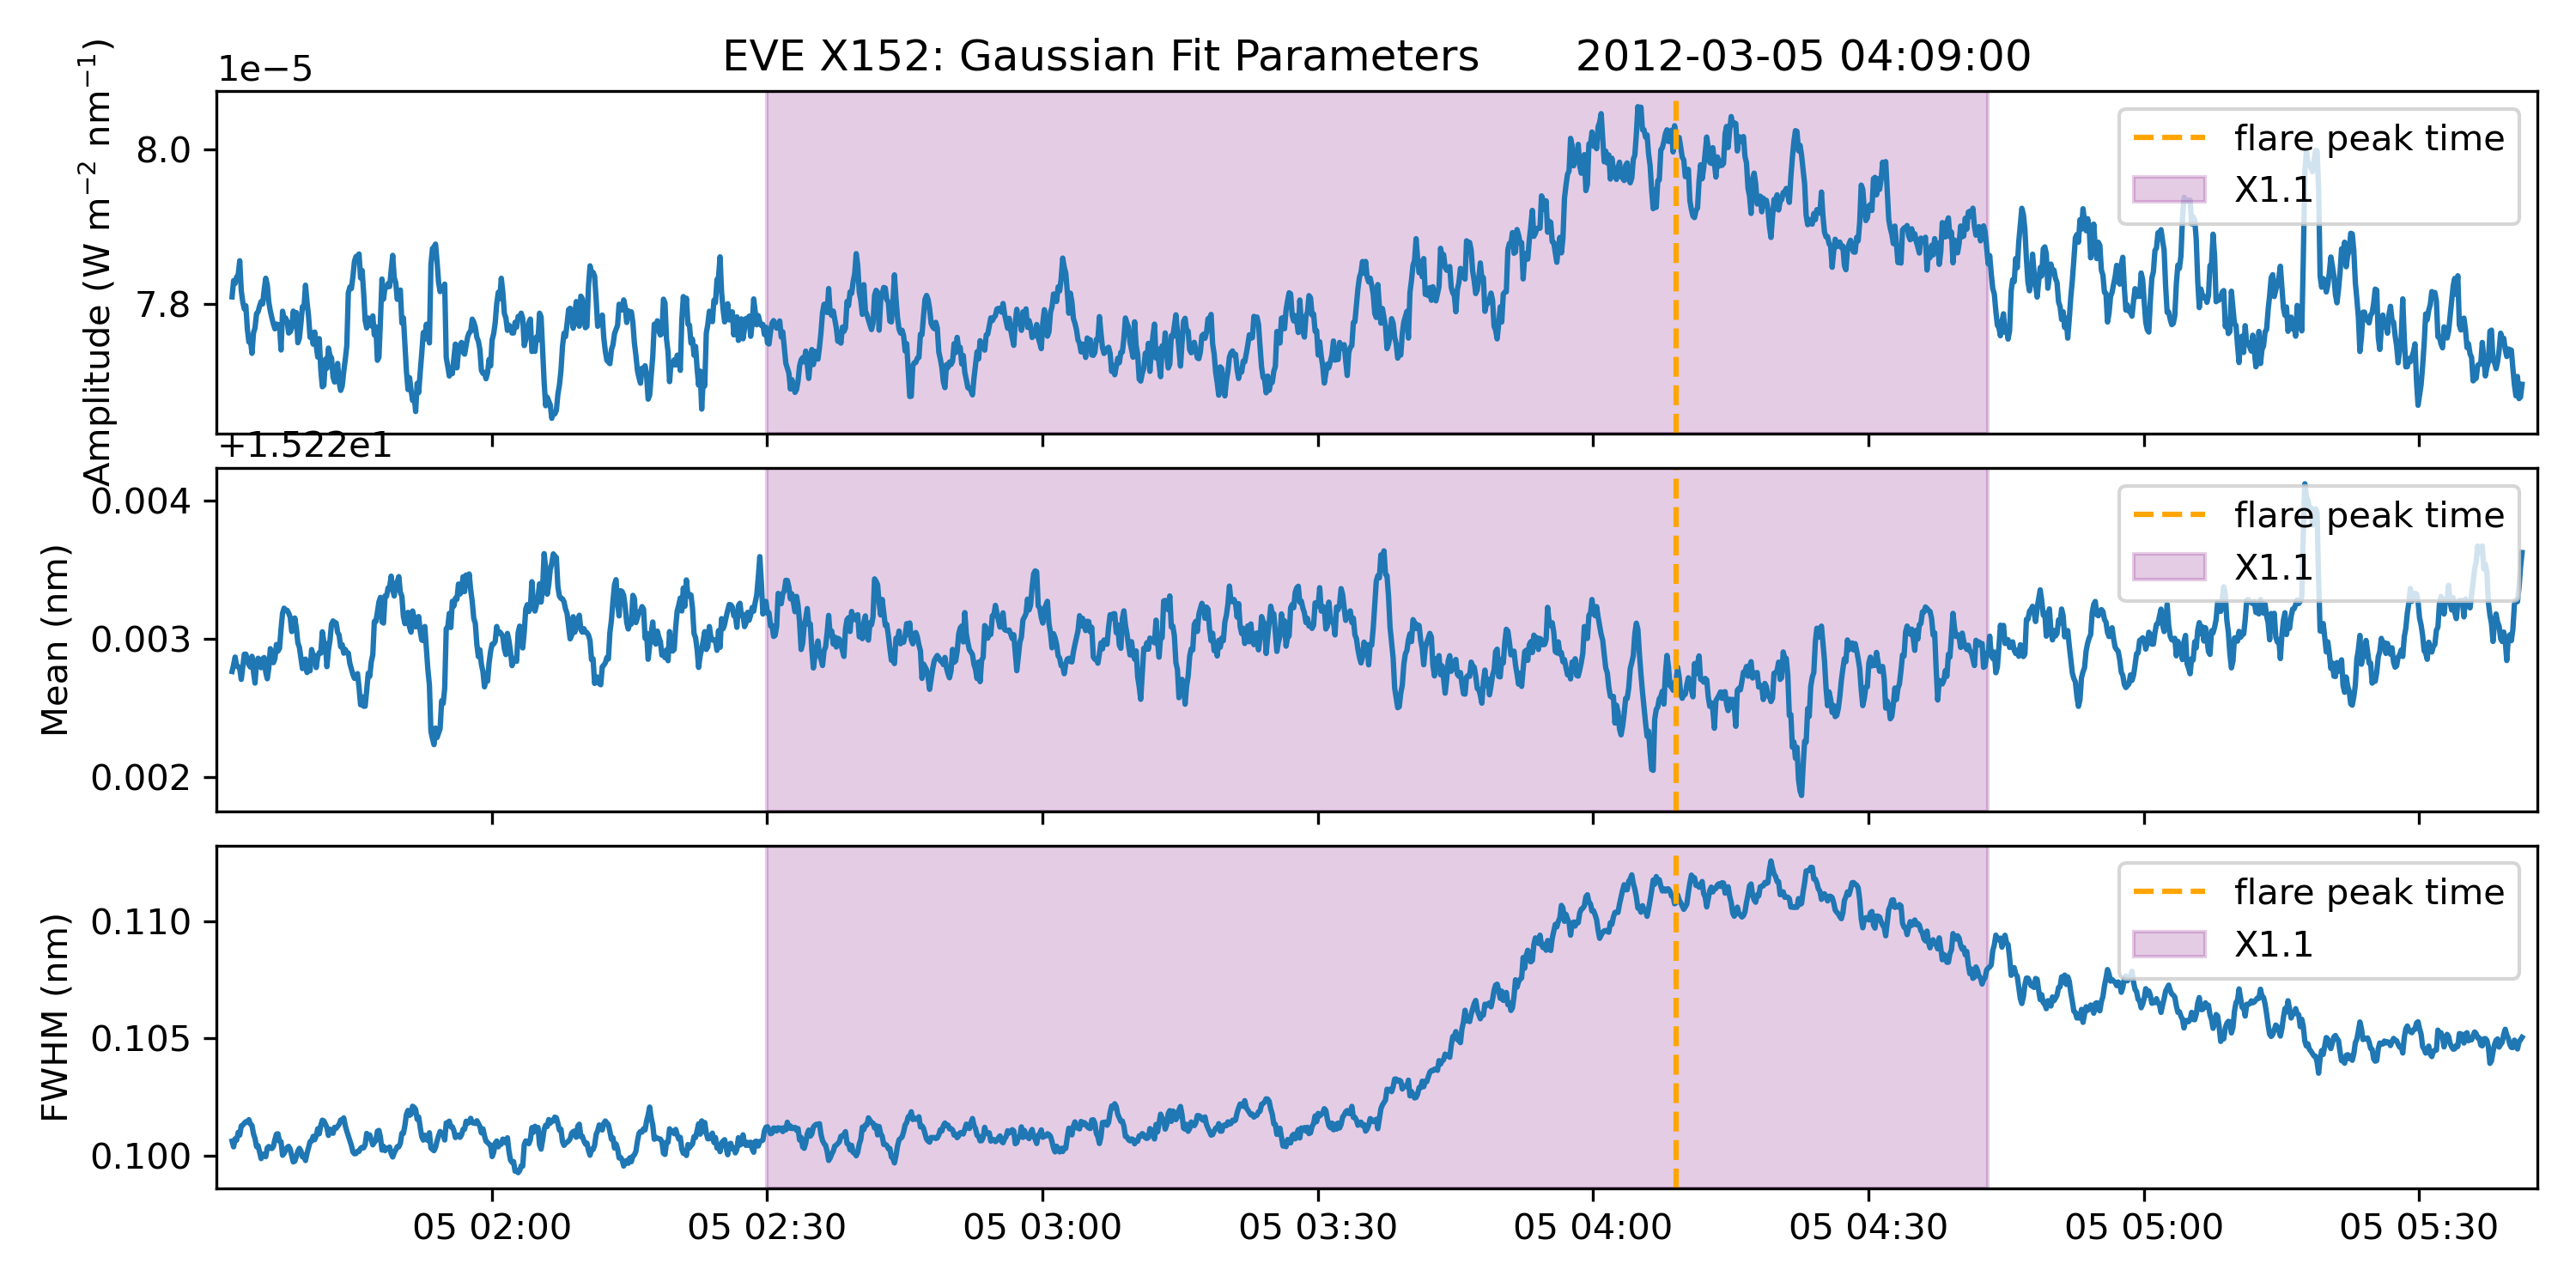 EVE X152: Gaussian Fit Parameters 2012-03-05 04:09:00
1e−5
Amplitude (W m⁻² nm⁻¹)
8.0
7.8
flare peak time
X1.1
+1.522e1
Mean (nm)
0.004
0.003
0.002
flare peak time
X1.1
FWHM (nm)
0.110
0.105
0.100
flare peak time
X1.1
05 02:00 05 02:30 05 03:00 05 03:30 05 04:00 05 04:30 05 05:00 05 05:30